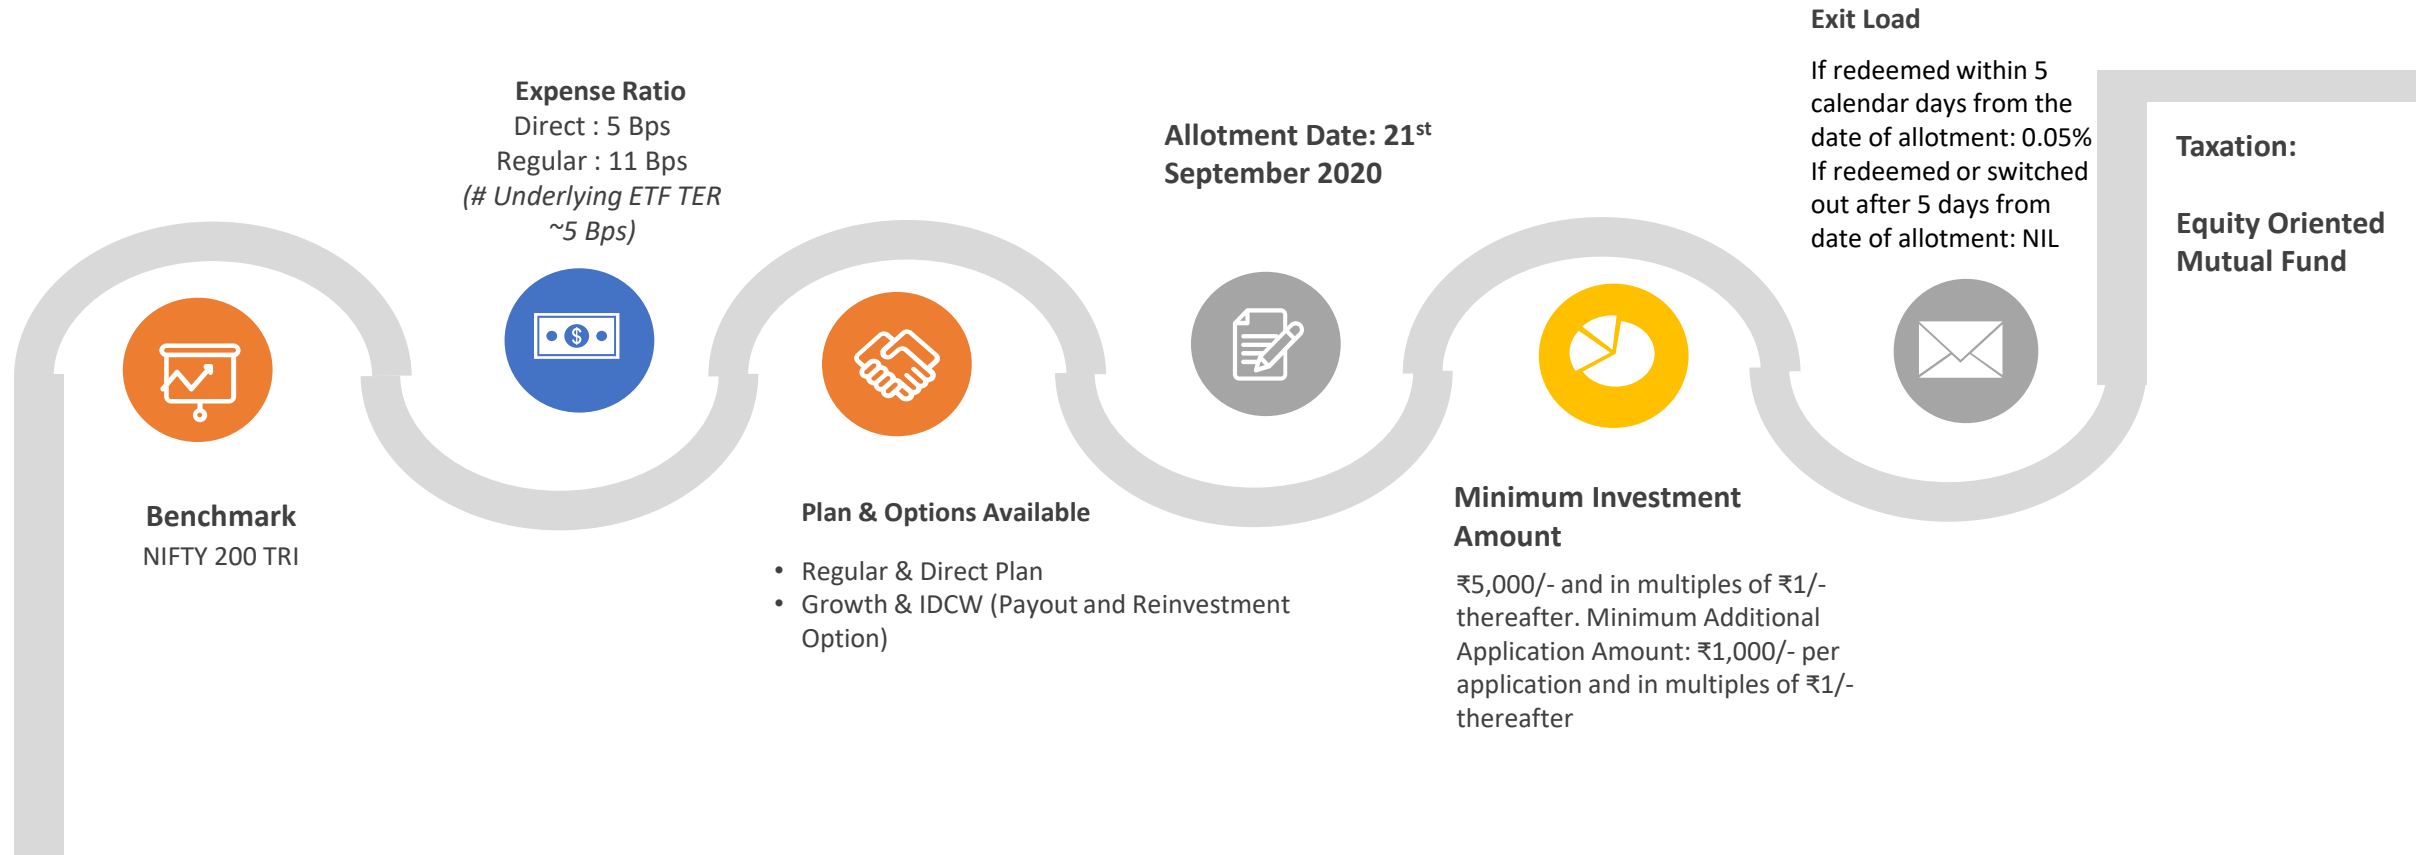 Benchmark
NIFTY 200 TRI
Expense Ratio
Direct : 5 Bps
Regular : 11 Bps
(# Underlying ETF TER
~5 Bps)
$
Plan & Options Available
• Regular & Direct Plan
• Growth & IDCW (Payout and Reinvestment
Option)
Allotment Date: 21st
September 2020
Minimum Investment
Amount
₹5,000/- and in multiples of ₹1/-
thereafter. Minimum Additional
Application Amount: ₹1,000/- per
application and in multiples of ₹1/-
thereafter
Exit Load
If redeemed within 5
calendar days from the
date of allotment: 0.05%
If redeemed or switched
out after 5 days from
date of allotment: NIL
Taxation:
Equity Oriented
Mutual Fund